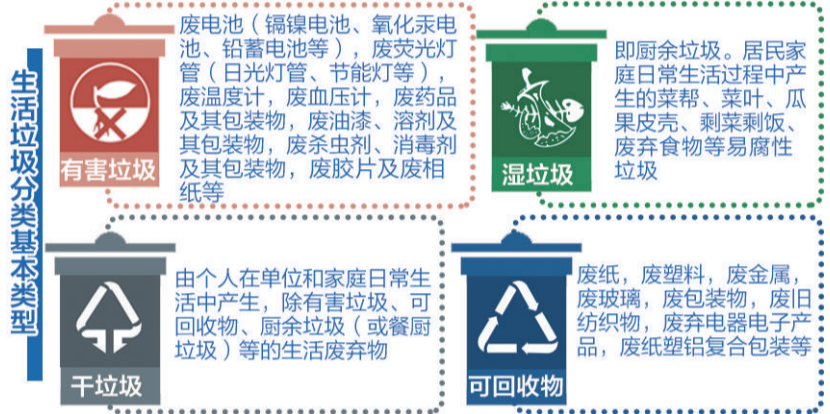 生活垃圾分类基本类型
有害垃圾
废电池（镉镍电池、氧化汞电
池、铅蓄电池等），废荧光灯
管（日光灯管、节能灯等），
废温度计，废血压计，废药品
及其包装物，废油漆、溶剂及
其包装物，废杀虫剂、消毒剂
及其包装物，废胶片及废相
纸等
湿垃圾
即厨余垃圾。居民家
庭日常生活过程中产
生的菜帮、菜叶、瓜
果皮壳、剩菜剩饭、
废弃食物等易腐性
垃圾
干垃圾
由个人在单位和家庭日常生
活中产生，除有害垃圾、可
回收物、厨余垃圾（或餐厨
垃圾）等的生活废弃物
可回收物
废纸，废塑料，废金属，
废玻璃，废包装物，废旧
纺织物，废弃电器电子产
品，废纸塑铝复合包装等